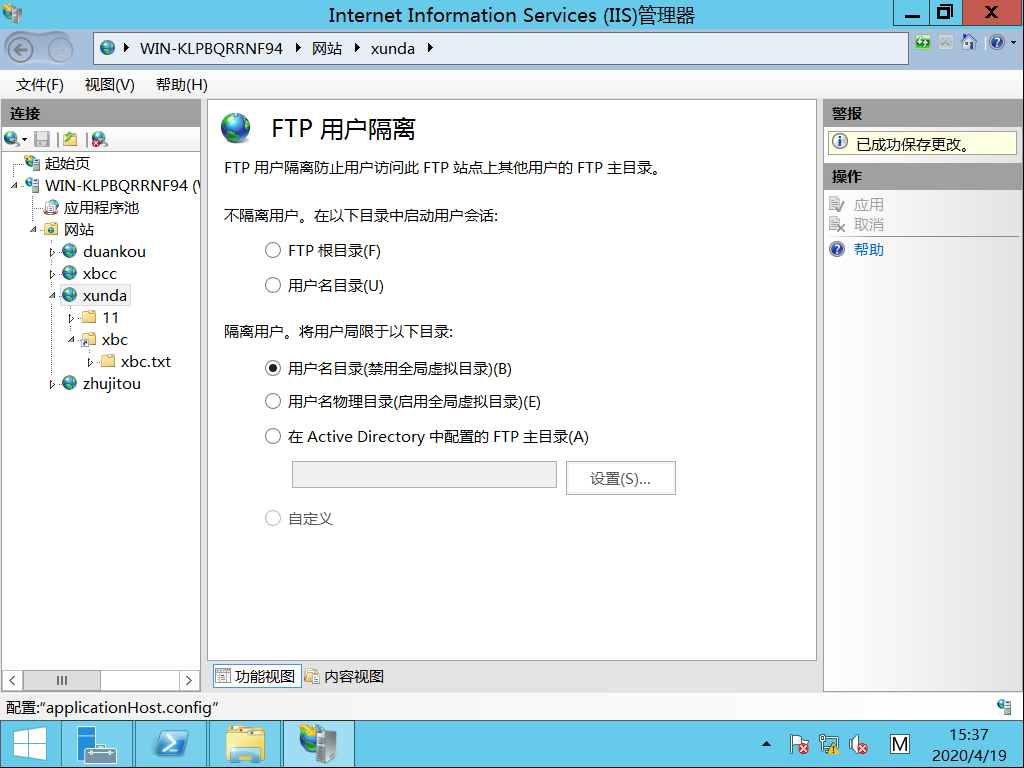 Internet Information Services (IIS)管理器
WIN-KLPBQRRNF94 网站 xunda
文件(F) 视图(V) 帮助(H)
连接
起始页
WIN-KLPBQRRNF94 (
应用程序池
网站
duankou
xbcc
xunda
11
xbc
xbc.txt
zhujitou
FTP 用户隔离
FTP 用户隔离防止用户访问此 FTP 站点上其他用户的 FTP 主目录。
不隔离用户。在以下目录中启动用户会话:
FTP 根目录(F)
用户名目录(U)
隔离用户。将用户局限于以下目录:
用户名目录(禁用全局虚拟目录)(B)
用户名物理目录(启用全局虚拟目录)(E)
在 Active Directory 中配置的 FTP 主目录(A)
设置(S)...
自定义
功能视图 内容视图
警报
已成功保存更改。
操作
应用
取消
帮助
配置:“applicationHost.config”
M
15:37
2020/4/19